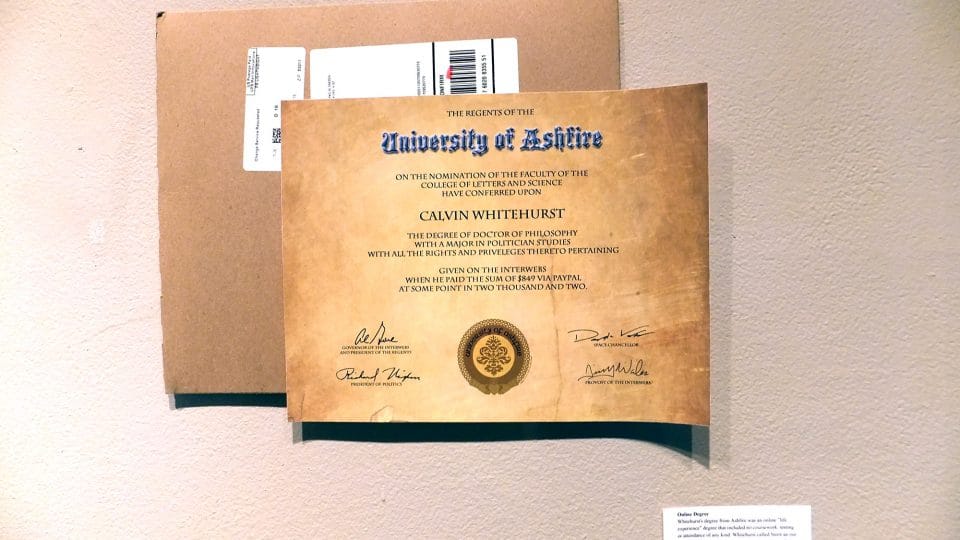 Change Service Requested
THE REGENTS OF THE
University of Ashfire
ON THE NOMINATION OF THE FACULTY OF THE
COLLEGE OF LETTERS AND SCIENCE
HAVE CONFERRED UPON
CALVIN WHITEHURST
THE DEGREE OF DOCTOR OF PHILOSOPHY
WITH A MAJOR IN POLITICIAN STUDIES
WITH ALL THE RIGHTS AND PRIVELEGES THERETO PERTAINING
GIVEN ON THE INTERWEBS
WHEN HE PAID THE SUM OF $849 VIA PAYPAL
AT SOME POINT IN TWO THOUSAND AND TWO.
GOVERNOR OF THE INTERWEBS
AND PRESIDENT OF THE REGENTS
SPACE CHANCELLOR
Richard Nixon
PRESIDENT OF POLITICS
PROVOST OF THE INTERWEBS
Online Degree
Whitehurst's degree from Ashfire was an online "life
experience" degree that included no coursework, testing
or attendance of any kind. Whitehurst called